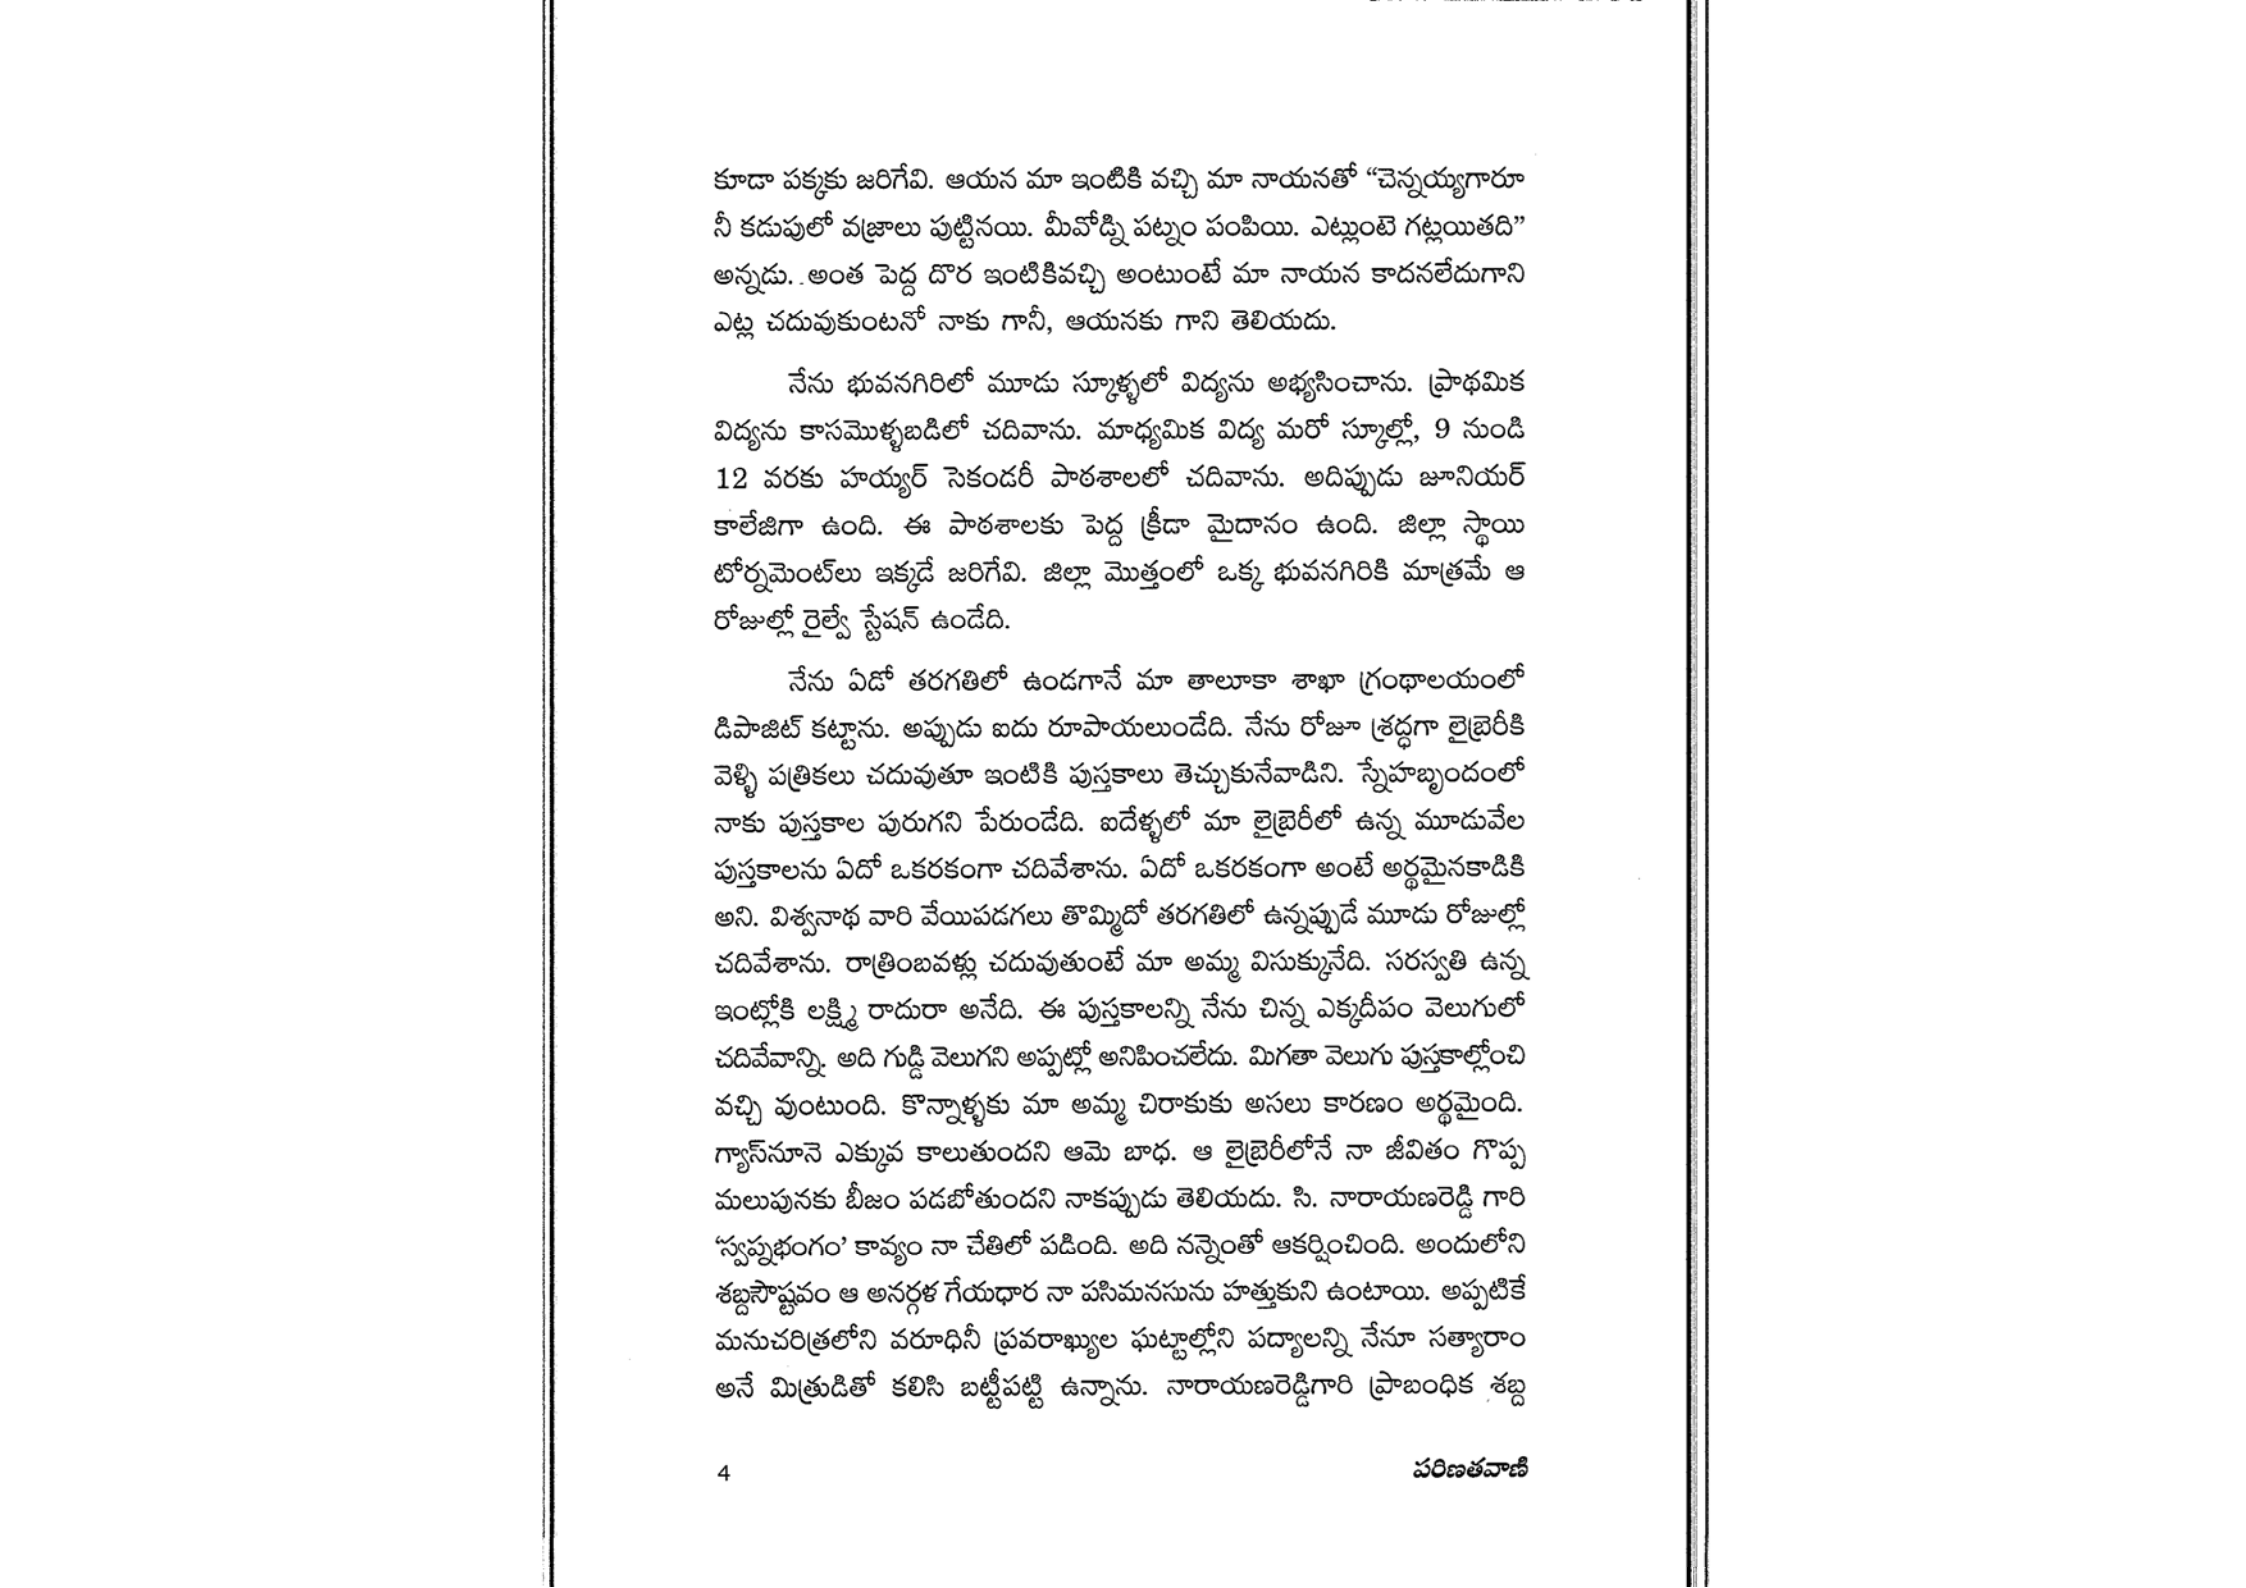 కూడా పక్కకు జరిగేవి. ఆయన మా ఇంటికి వచ్చి మా నాయనతో “చెన్నయ్యగారూ
నీ కడుపులో వజ్రాలు పుట్టినయి. మీవోడ్ని పట్నం పంపియి. ఎట్లుంటె గట్లయితది”
అన్నడు. అంత పెద్ద దొర ఇంటికివచ్చి అంటుంటే మా నాయన కాదనలేదుగాని
ఎట్ల చదువుకుంటనో నాకు గానీ, ఆయనకు గాని తెలియదు.
నేను భువనగిరిలో మూడు స్కూళ్ళలో విద్యను అభ్యసించాను. ప్రాథమిక
విద్యను కాసమొళ్ళబడిలో చదివాను. మాధ్యమిక విద్య మరో స్కూల్లో, 9 నుండి
12 వరకు హయ్యర్ సెకండరీ పాఠశాలలో చదివాను. అదిప్పుడు జూనియర్
కాలేజిగా ఉంది. ఈ పాఠశాలకు పెద్ద క్రీడా మైదానం ఉంది. జిల్లా స్థాయి
టోర్నమెంట్‌లు ఇక్కడే జరిగేవి. జిల్లా మొత్తంలో ఒక్క భువనగిరికి మాత్రమే ఆ
రోజుల్లో రైల్వే స్టేషన్ ఉండేది.
నేను ఏడో తరగతిలో ఉండగానే మా తాలూకా శాఖా గ్రంథాలయంలో
డిపాజిట్ కట్టాను. అప్పుడు ఐదు రూపాయలుండేది. నేను రోజూ శ్రద్ధగా లైబ్రెరీకి
వెళ్ళి పత్రికలు చదువుతూ ఇంటికి పుస్తకాలు తెచ్చుకునేవాడిని. స్నేహబృందంలో
నాకు పుస్తకాల పురుగని పేరుండేది. ఐదేళ్ళలో మా లైబ్రెరీలో ఉన్న మూడువేల
పుస్తకాలను ఏదో ఒకరకంగా చదివేశాను. ఏదో ఒకరకంగా అంటే అర్థమైనకాడికి
అని. విశ్వనాథ వారి వేయిపడగలు తొమ్మిదో తరగతిలో ఉన్నప్పుడే మూడు రోజుల్లో
చదివేశాను. రాత్రింబవళ్లు చదువుతుంటే మా అమ్మ విసుక్కునేది. సరస్వతి ఉన్న
ఇంట్లోకి లక్ష్మి రాదురా అనేది. ఈ పుస్తకాలన్ని నేను చిన్న ఎక్కదీపం వెలుగులో
చదివేవాన్ని. అది గుడ్డి వెలుగని అప్పట్లో అనిపించలేదు. మిగతా వెలుగు పుస్తకాల్లోంచి
వచ్చి వుంటుంది. కొన్నాళ్ళకు మా అమ్మ చిరాకుకు అసలు కారణం అర్థమైంది.
గ్యాస్‌నూనె ఎక్కువ కాలుతుందని ఆమె బాధ. ఆ లైబ్రెరీలోనే నా జీవితం గొప్ప
మలుపునకు బీజం పడబోతుందని నాకప్పుడు తెలియదు. సి. నారాయణరెడ్డి గారి
‘స్వప్నభంగం’ కావ్యం నా చేతిలో పడింది. అది నన్నెంతో ఆకర్షించింది. అందులోని
శబ్దసౌష్టవం ఆ అనర్గళ గేయధార నా పసిమనసును హత్తుకుని ఉంటాయి. అప్పటికే
మనుచరిత్రలోని వరూధినీ ప్రవరాఖ్యుల ఘట్టాల్లోని పద్యాలన్ని నేనూ సత్యారాం
అనే మిత్రుడితో కలిసి బట్టీపట్టి ఉన్నాను. నారాయణరెడ్డిగారి ప్రాబంధిక శబ్ద
4 పరిణతవాణి